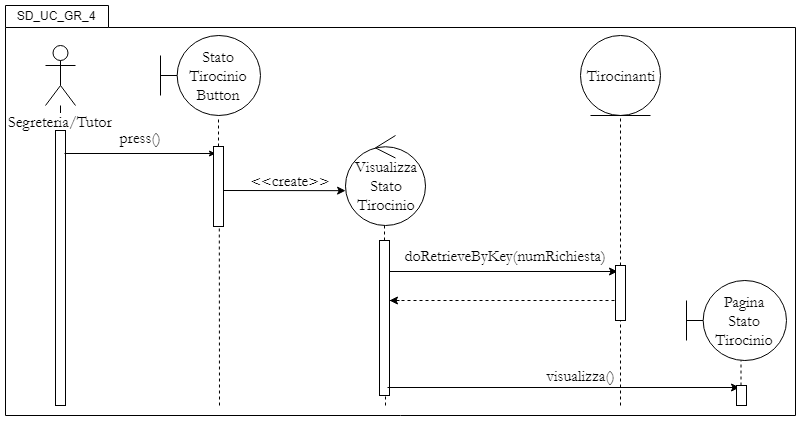 SD_UC_GR_4
Stato
Tirocinio
Button
Tirocinanti
Segreteria/Tutor
press()
Visualizza
Stato
Tirocinio
<<create>>
doRetrieveByKey(numRichiesta)
Pagina
Stato
Tirocinio
visualizza()